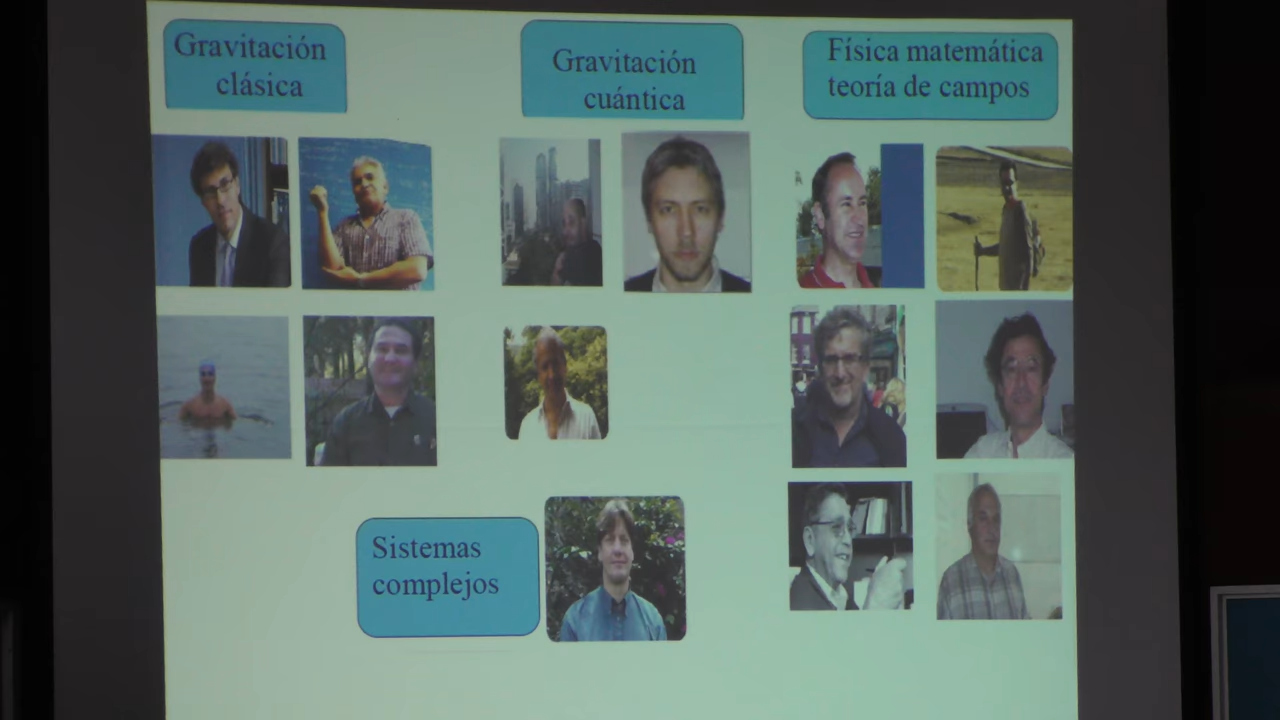 Gravitación
clásica
Gravitación
cuántica
Física matemática
teoría de campos
Sistemas
complejos